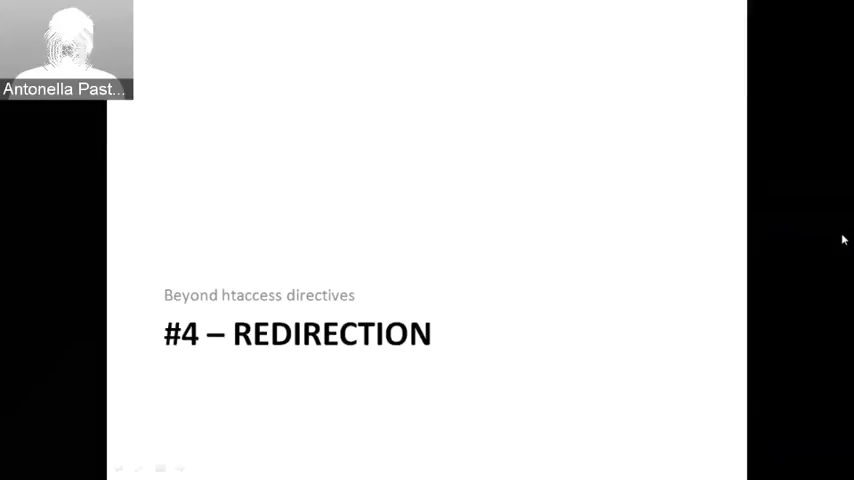 Antonella Past...
Beyond htaccess directives
#4 – REDIRECTION